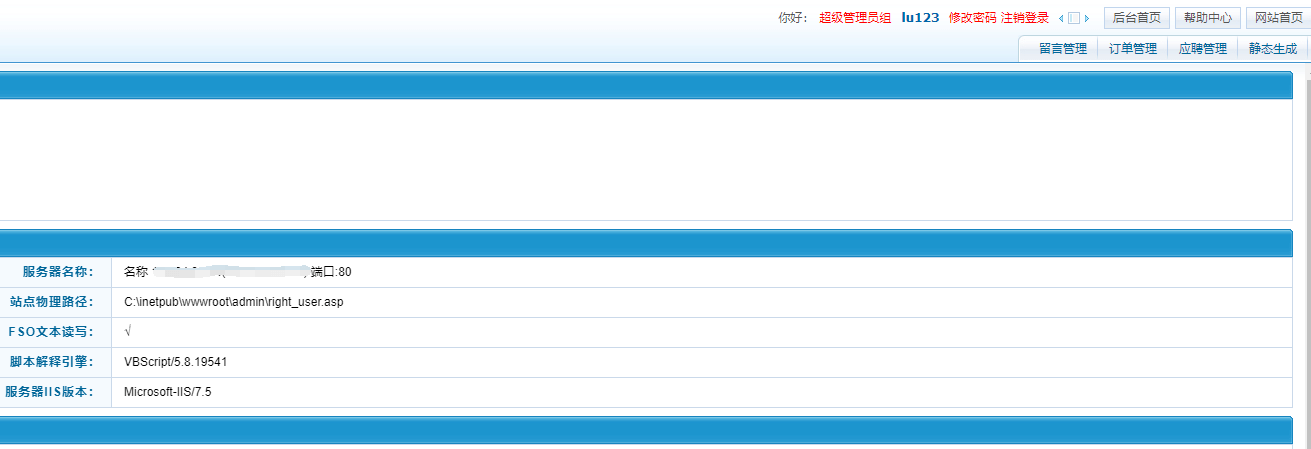 你好： 超级管理员组 lu123 修改密码 注销登录 后台首页 帮助中心 网站首页
留言管理 订单管理 应聘管理 静态生成
服务器名称： 名称 端口:80
站点物理路径： C:\inetpub\wwwroot\admin\right_user.asp
FSO文本读写： √
脚本解释引擎： VBScript/5.8.19541
服务器IIS版本： Microsoft-IIS/7.5